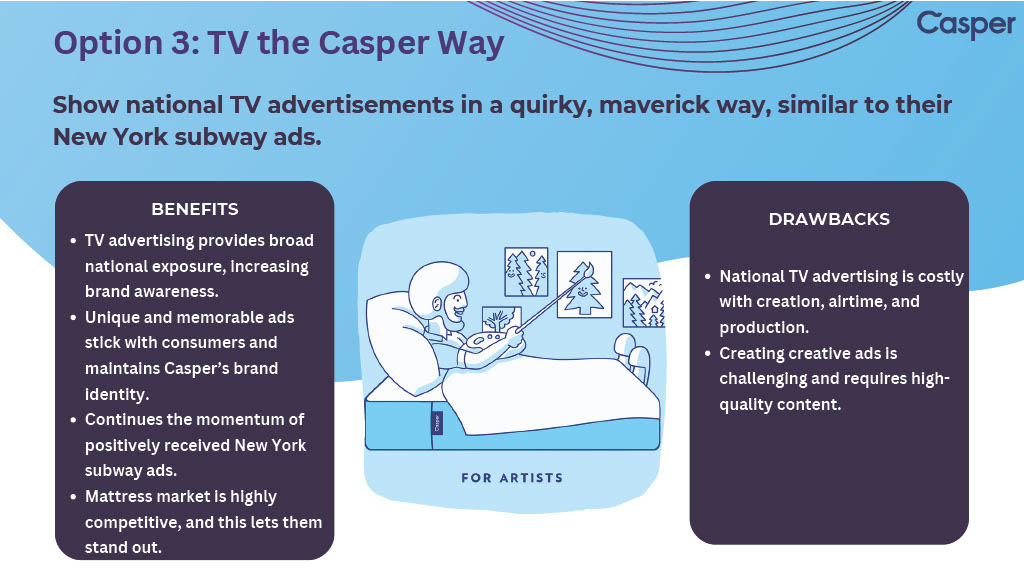 Casper
Option 3: TV the Casper Way
Show national TV advertisements in a quirky, maverick way, similar to their
New York subway ads.
BENEFITS
• TV advertising provides broad
national exposure, increasing
brand awareness.
• Unique and memorable ads
stick with consumers and
maintains Casper's brand
identity.
• Continues the momentum of
positively received New York
subway ads.
• Mattress market is highly
competitive, and this lets them
stand out.
Casper
FOR ARTISTS
DRAWBACKS
• National TV advertising is costly
with creation, airtime, and
production.
• Creating creative ads is
challenging and requires high-
quality content.